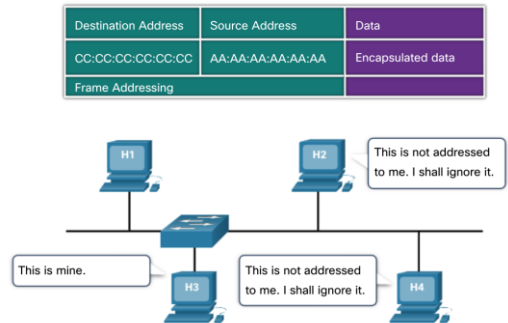 Destination Address Source Address Data
CC:CC:CC:CC:CC:CC AA:AA:AA:AA:AA:AA Encapsulated data
Frame Addressing
H1
H2
This is not addressed
to me. I shall ignore it.
This is mine.
H3
This is not addressed
to me. I shall ignore it.
H4